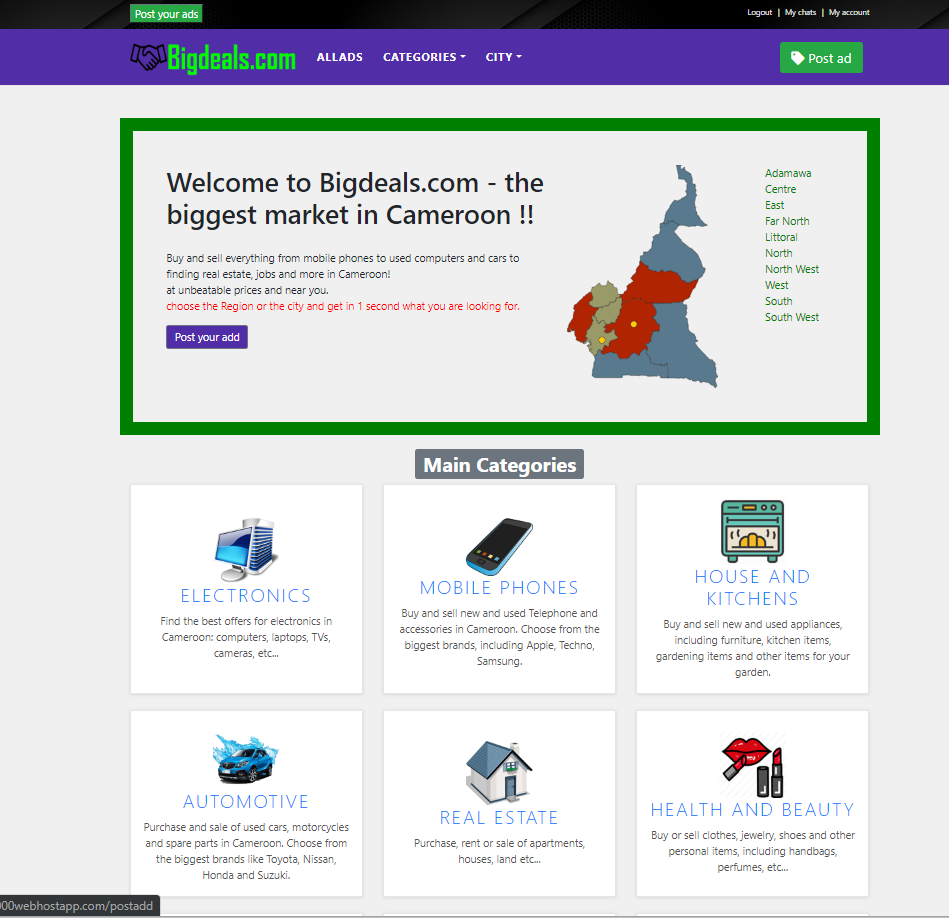 Post your ads
Logout | My chats | My account
Bigdeals.com
ALLADS
CATEGORIES
CITY
Post ad
Welcome to Bigdeals.com - the
biggest market in Cameroon !!
Buy and sell everything from mobile phones to used computers and cars to
finding real estate, jobs and more in Cameroon!
at unbeatable prices and near you.
choose the Region or the city and get in 1 second what you are looking for.
Post your add
Adamawa
Centre
East
Far North
Littoral
North
North West
West
South
South West
Main Categories
ELECTRONICS
Find the best offers for electronics in
Cameroon: computers, laptops, TVs,
cameras, etc...
MOBILE PHONES
Buy and sell new and used Telephone and
accessories in Cameroon. Choose from the
biggest brands, including Apple, Techno,
Samsung.
HOUSE AND
KITCHENS
Buy and sell new and used appliances,
including furniture, kitchen items,
gardening items and other items for your
garden.
AUTOMOTIVE
Purchase and sale of used cars, motorcycles
and spare parts in Cameroon. Choose from
the biggest brands like Toyota, Nissan,
Honda and Suzuki.
REAL ESTATE
Purchase, rent or sale of apartments,
houses, land etc...
HEALTH AND BEAUTY
Buy or sell clothes, jewelry, shoes and other
personal items, including handbags,
perfumes, etc...
00webhostapp.com/postadd